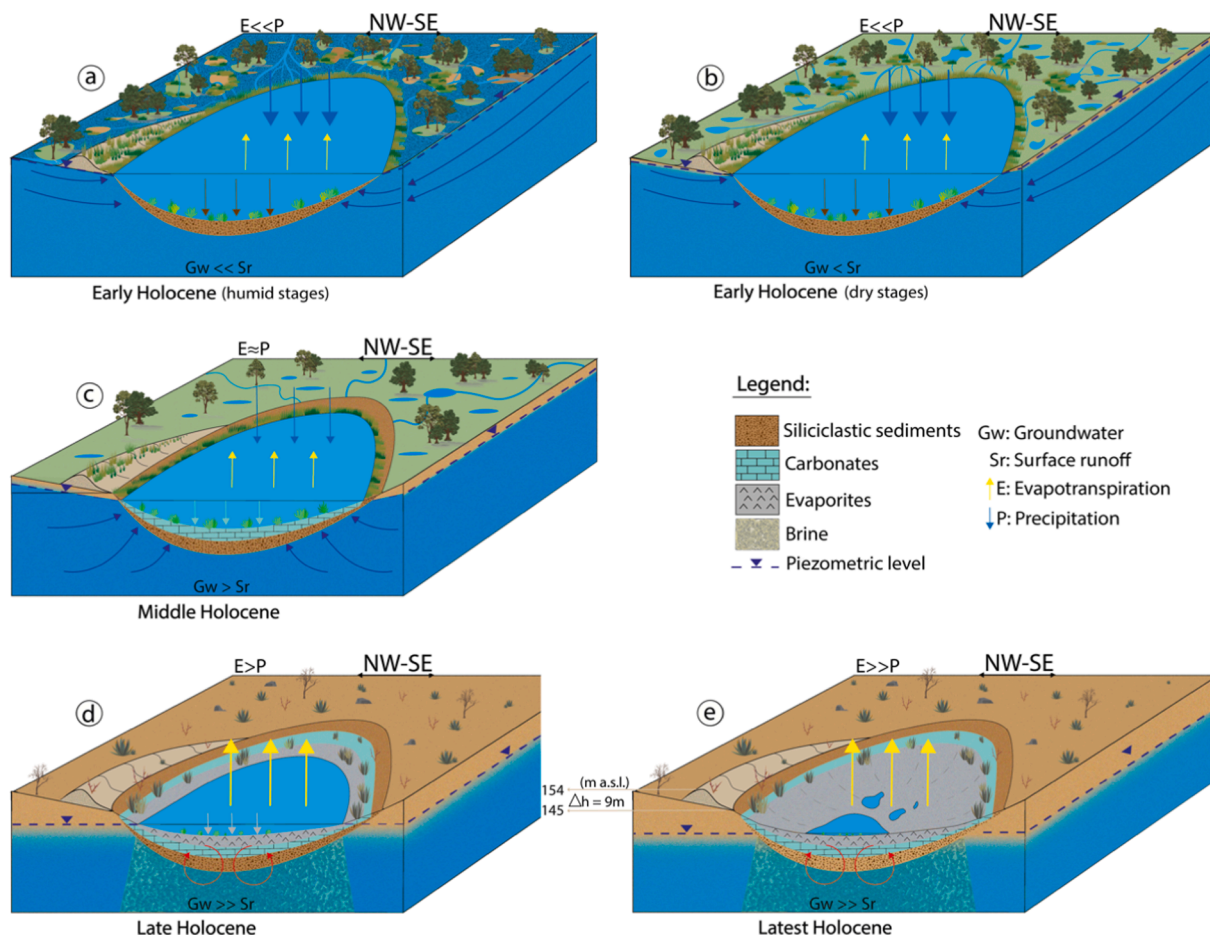 E<<P
NW-SE
a
Gw << Sr
Early Holocene (humid stages)
E<<P
NW-SE
b
Gw < Sr
Early Holocene (dry stages)
E≈P
NW-SE
c
Gw > Sr
Middle Holocene
Legend:
Siliciclastic sediments
Carbonates
Evaporites
Brine
Piezometric level
Gw: Groundwater
Sr: Surface runoff
E: Evapotranspiration
P: Precipitation
E>P
NW-SE
d
Gw >> Sr
Late Holocene
(m a.s.l.)
154
△h = 9m
145
E>>P
NW-SE
e
Gw >> Sr
Latest Holocene